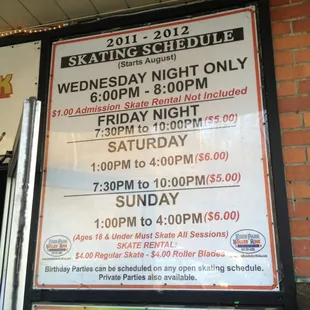 2011 - 2012
SKATING SCHEDULE
(Starts August)
WEDNESDAY NIGHT ONLY
6:00PM - 8:00PM
$1.00 Admission Skate Rental Not Included
FRIDAY NIGHT
7:30PM to 10:00PM ($5.00)
SATURDAY
1:00PM to 4:00PM ($6.00)
7:30PM to 10:00PM ($5.00)
SUNDAY
1:00PM to 4:00PM ($6.00)
(Ages 16 & Under Must Skate All Sessions)
SKATE RENTAL:
$4.00 Regular Skate - $4.00 Roller Blades
Birthday Parties can be scheduled on any open skating schedule.
Private Parties also available.